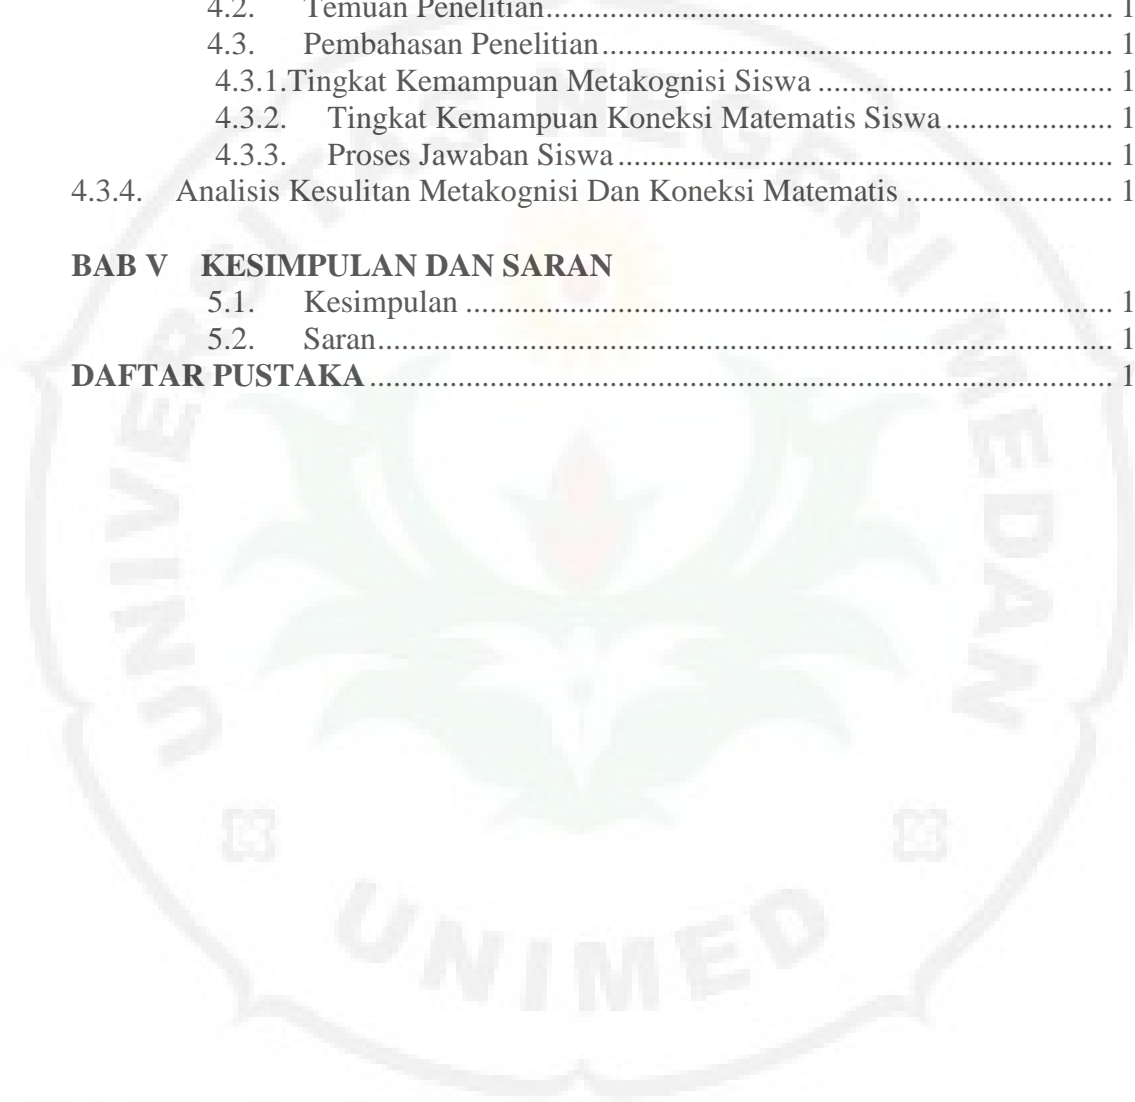 4.2. Temuan Penelitian.................................................................... 1
4.3. Pembahasan Penelitian............................................................. 1
4.3.1.Tingkat Kemampuan Metakognisi Siswa .................................... 1
4.3.2. Tingkat Kemampuan Koneksi Matematis Siswa .................... 1
4.3.3. Proses Jawaban Siswa............................................................ 1
4.3.4. Analisis Kesulitan Metakognisi Dan Koneksi Matematis ......................... 1
BAB V KESIMPULAN DAN SARAN
5.1. Kesimpulan .............................................................................. 1
5.2. Saran......................................................................................... 1
DAFTAR PUSTAKA.......................................................................................... 1
UNIVERSITAS NEGERI MEDAN
UNIMED